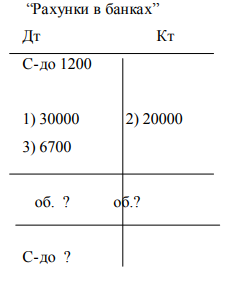 “Рахунки в банках”
Дт Кт
С-до 1200
1) 30000 2) 20000
3) 6700
об. ? об.?
С-до ?